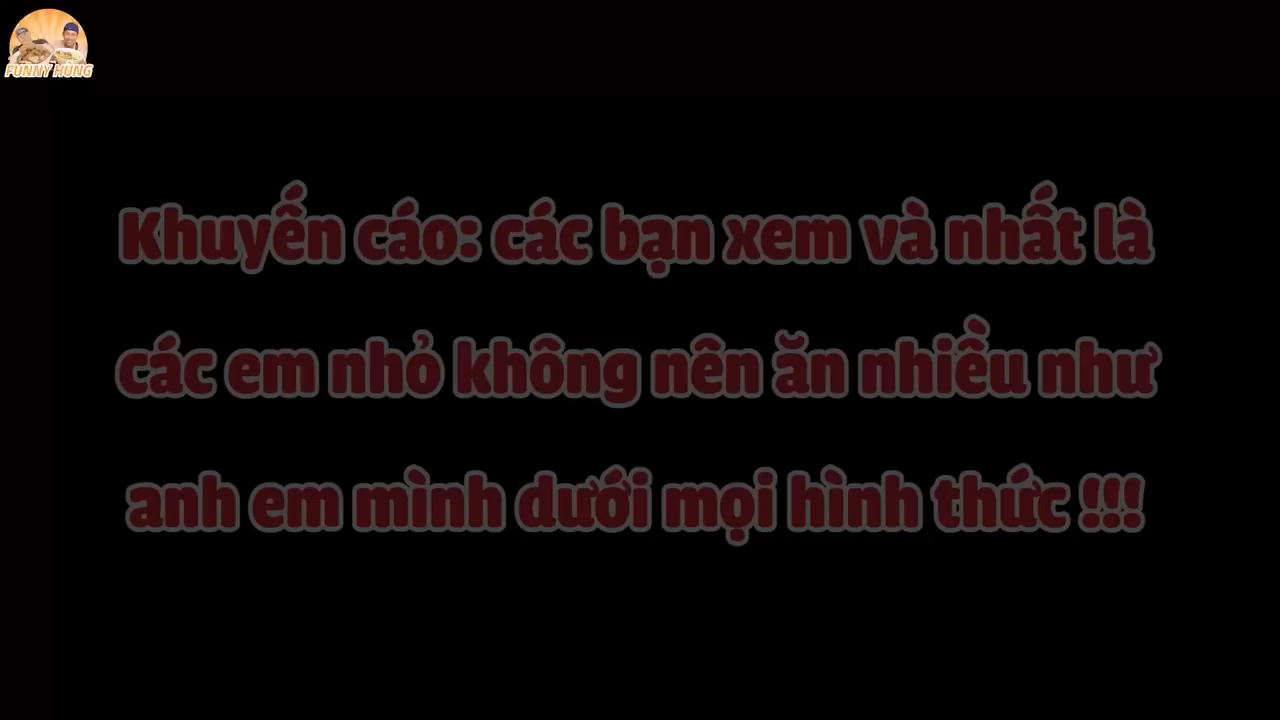 FUNNY HÙNG
Khuyến cáo: các bạn xem và nhất là
các em nhỏ không nên ăn nhiều như
anh em mình dưới mọi hình thức !!!